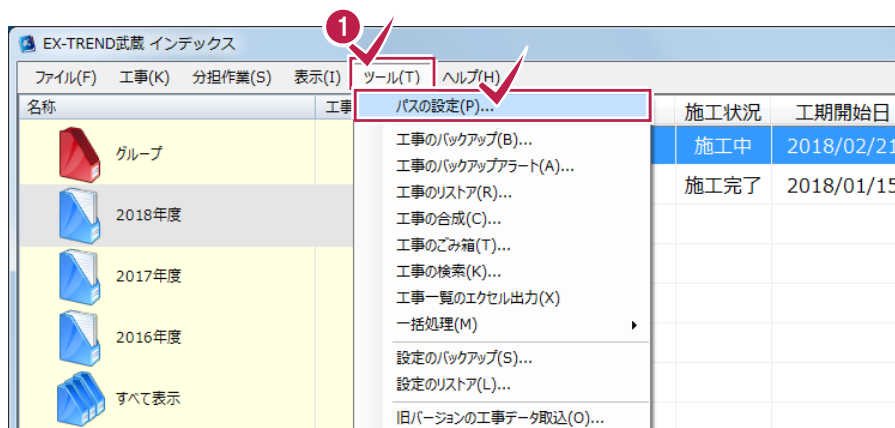 1
EX-TREND武蔵 インデックス
ファイル(F) 工事(K) 分担作業(S) 表示(I) ツール(T) ヘルプ(H)
名称 工事 施工状況 工期開始日
パスの設定(P)...
グループ 工事のバックアップ(B)... 施工中 2018/02/21
工事のバックアップアラート(A)...
工事のリストア(R)... 施工完了 2018/01/15
2018年度 工事の合成(C)...
工事のごみ箱(T)...
2017年度 工事の検索(K)...
工事一覧のエクセル出力(X)
2016年度 一括処理(M)
設定のバックアップ(S)...
設定のリストア(L)...
すべて表示
旧バージョンの工事データ取込(O)...